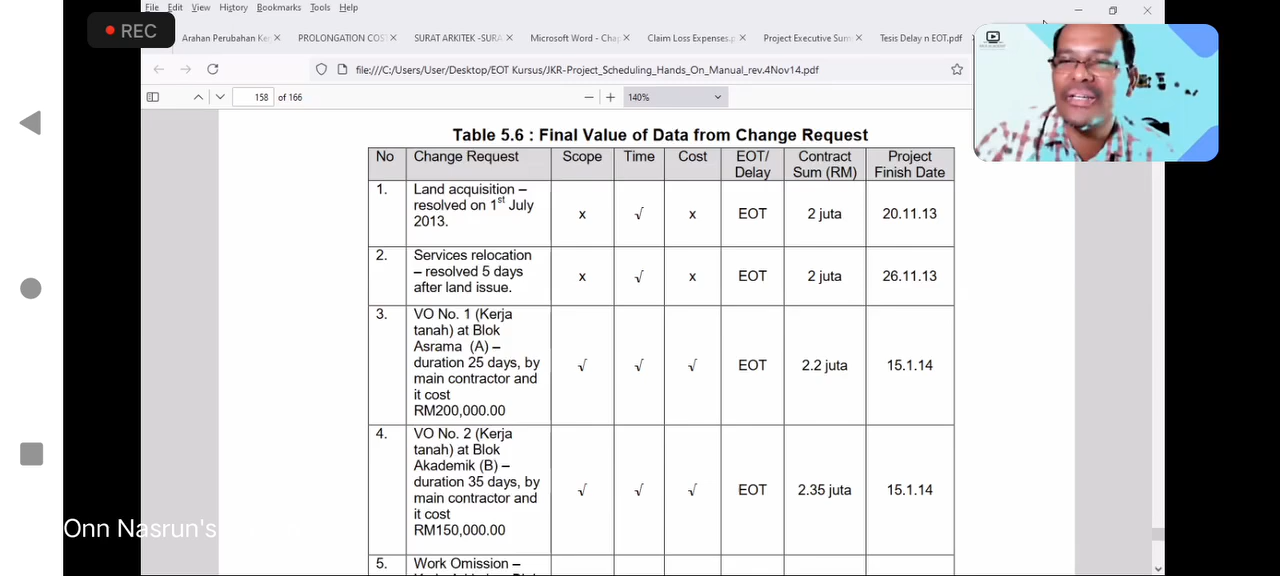 File Edit View History Bookmarks Tools Help
REC
Arahan Perubahan Ke
PROLONGATION COS
AT ARKITEK -SURA
Microsoft Word - Cha
Claim Loss Expenses.p
Project Executive Sum
Tesis Delay n EOT.pdf
file:///C:/Users/User/Desktop/EOT Kursus/JKR-Project_Scheduling_Hands_On_Manual_rev.4Nov14.pdf
158 of 166
140%
Table 5.6 : Final Value of Data from Change Request
No Change Request Scope Time Cost EOT/ Delay Contract Sum (RM) Project Finish Date
1. Land acquisition –
resolved on 1st July
2013.
x √ x EOT 2 juta 20.11.13
2. Services relocation
– resolved 5 days
after land issue.
x √ x EOT 2 juta 26.11.13
3. VO No. 1 (Kerja
tanah) at Blok
Asrama (A) –
duration 25 days, by
main contractor and
it cost
RM200,000.00
√ √ √ EOT 2.2 juta 15.1.14
4. VO No. 2 (Kerja
tanah) at Blok
Akademik (B) –
duration 35 days, by
main contractor and
it cost
RM150,000.00
√ √ √ EOT 2.35 juta 15.1.14
5. Work Omission –
Onn Nasrun's